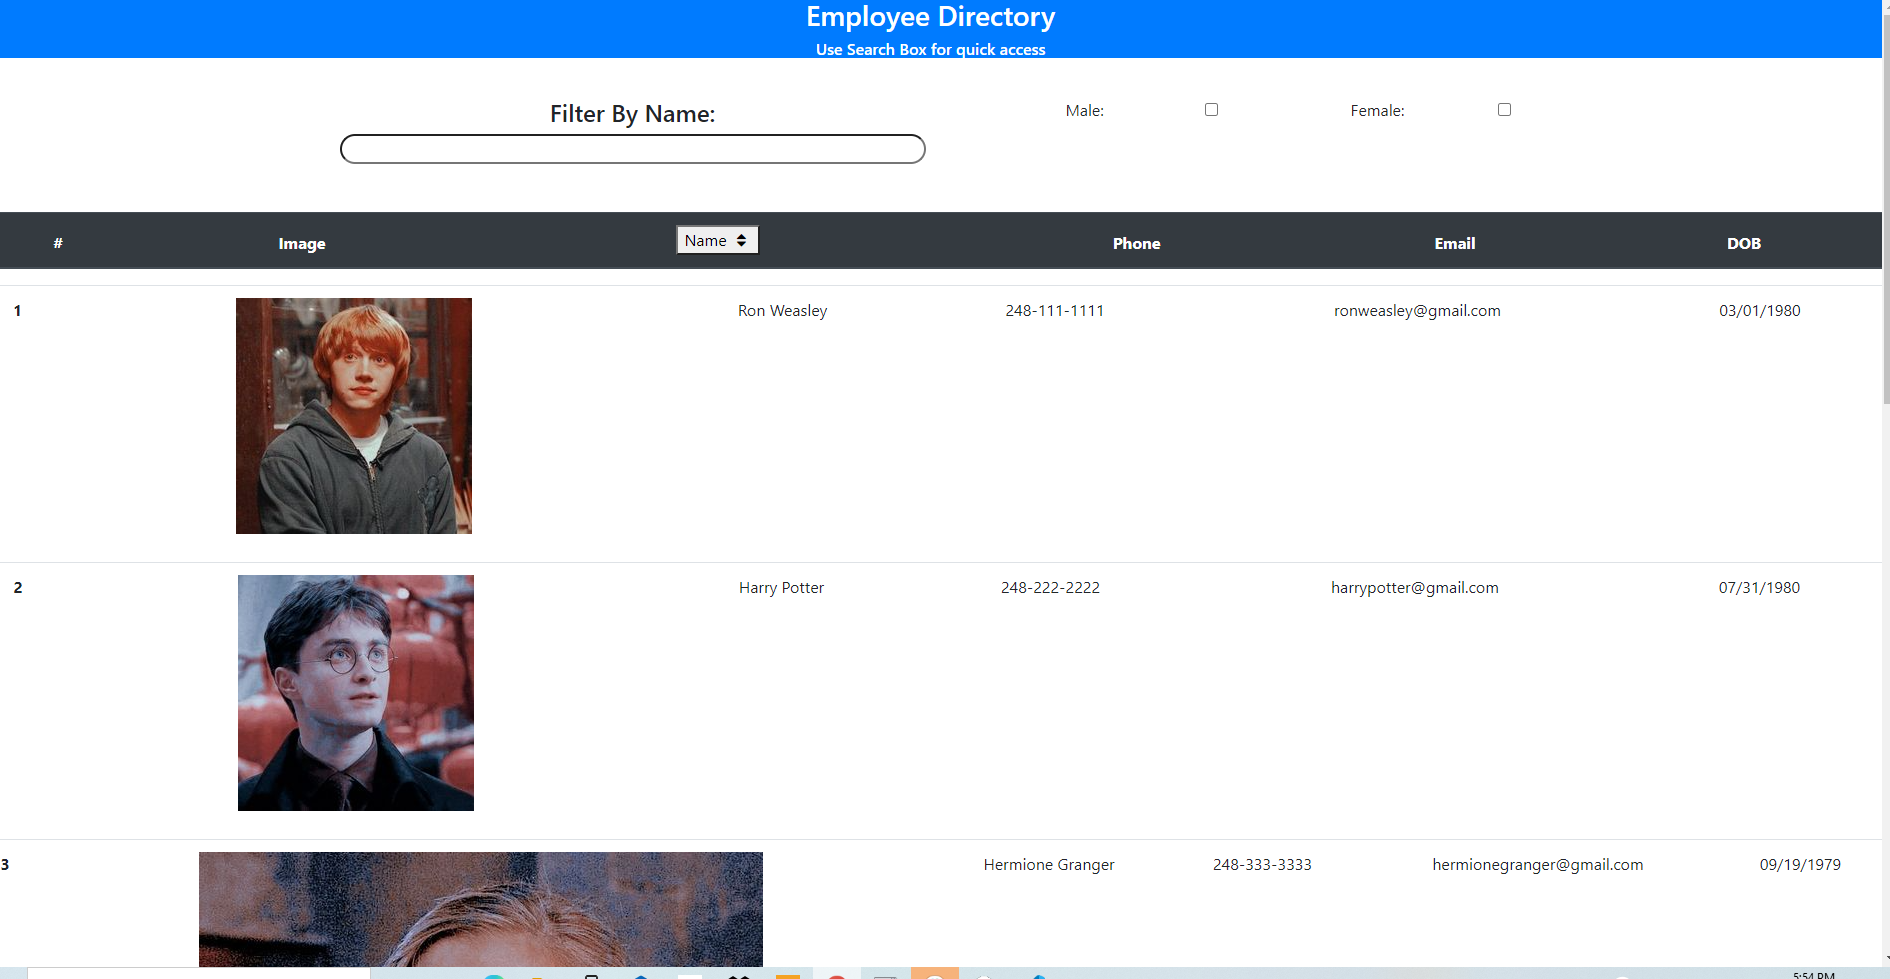 Employee Directory
Use Search Box for quick access
Filter By Name:
Male:
Female:
# Image Name Phone Email DOB
1 Ron Weasley 248-111-1111 ronweasley@gmail.com 03/01/1980
2 Harry Potter 248-222-2222 harrypotter@gmail.com 07/31/1980
3 Hermione Granger 248-333-3333 hermionegranger@gmail.com 09/19/1979
5:54 PM